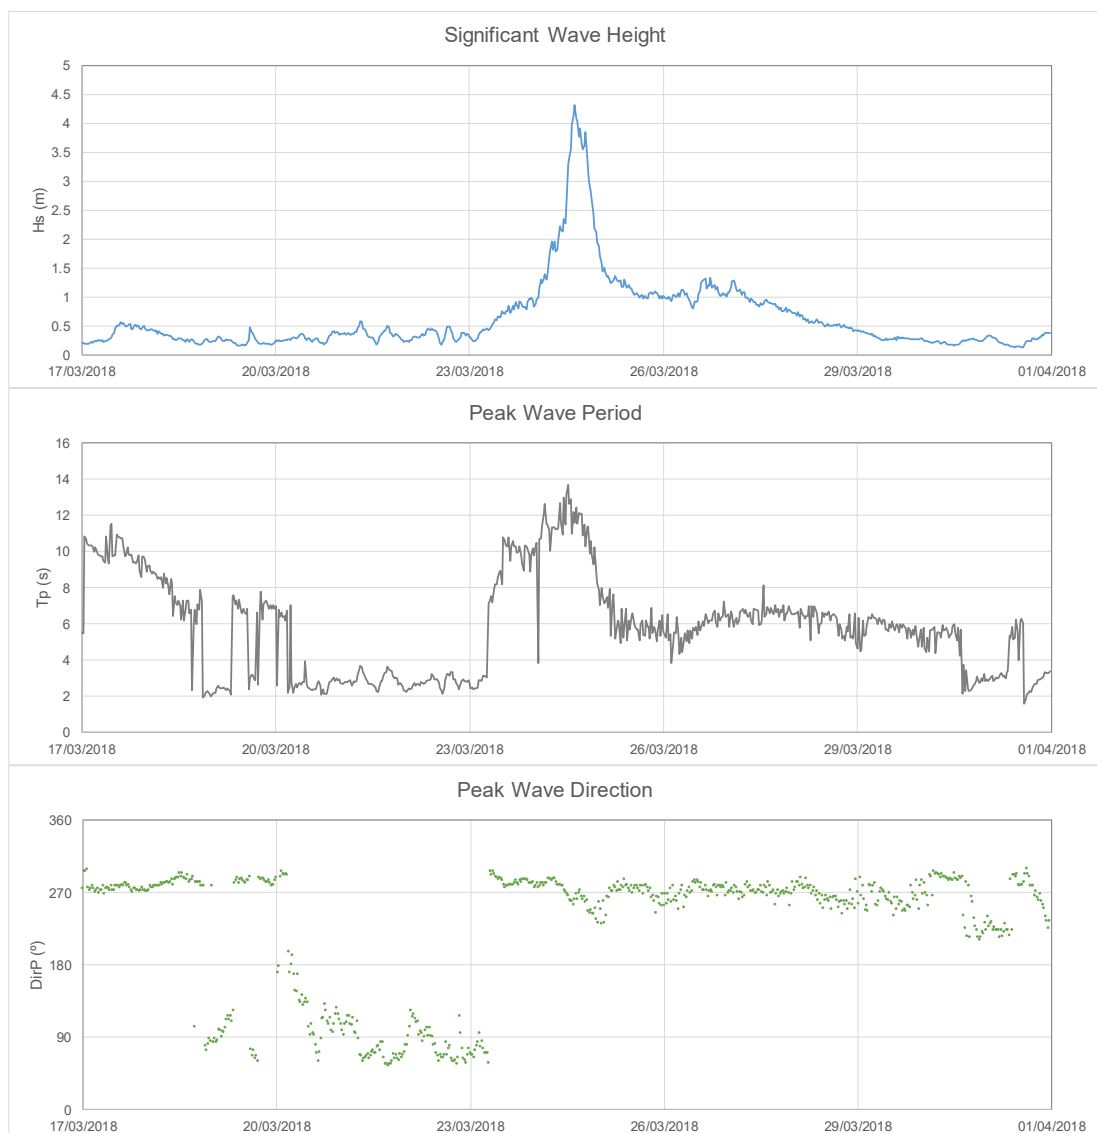 Significant Wave Height
5
4.5
4
3.5
3
2.5
2
1.5
1
0.5
0
Hs (m)
17/03/2018 20/03/2018 23/03/2018 26/03/2018 29/03/2018 01/04/2018
Peak Wave Period
16
14
12
10
8
6
4
2
0
Tp (s)
17/03/2018 20/03/2018 23/03/2018 26/03/2018 29/03/2018 01/04/2018
Peak Wave Direction
360
270
180
90
0
DirP (º)
17/03/2018 20/03/2018 23/03/2018 26/03/2018 29/03/2018 01/04/2018